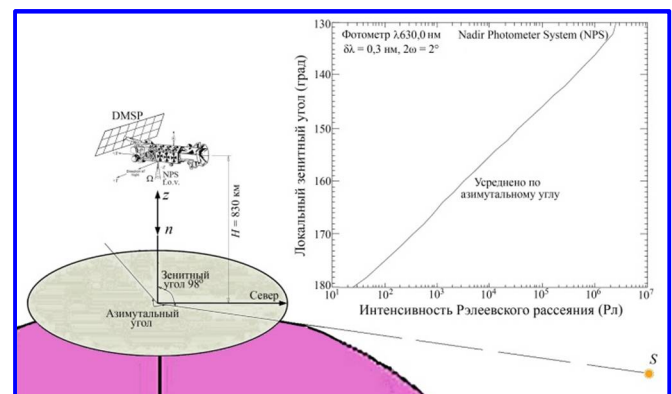 Фотометр λ630,0 нм Nadir Photometer System (NPS)
δλ = 0,3 нм, 2ω = 2°
Усреднено по
азимутальному углу
Локальный зенитный угол (град)
130
140
150
160
170
180
10¹ 10² 10³ 10⁴ 10⁵ 10⁶ 10⁷
Интенсивность Рэлеевского рассеяния (Рл)
DMSP
Ω NPS
f.o.v.
z
n
H = 830 км
Зенитный
угол 98°
Север
Азимутальный
угол
S